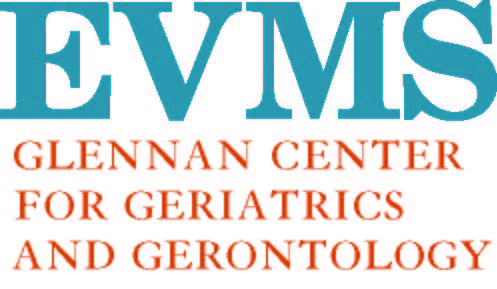 EVMS
GLENNAN CENTER
FOR GERIATRICS
AND GERONTOLOGY